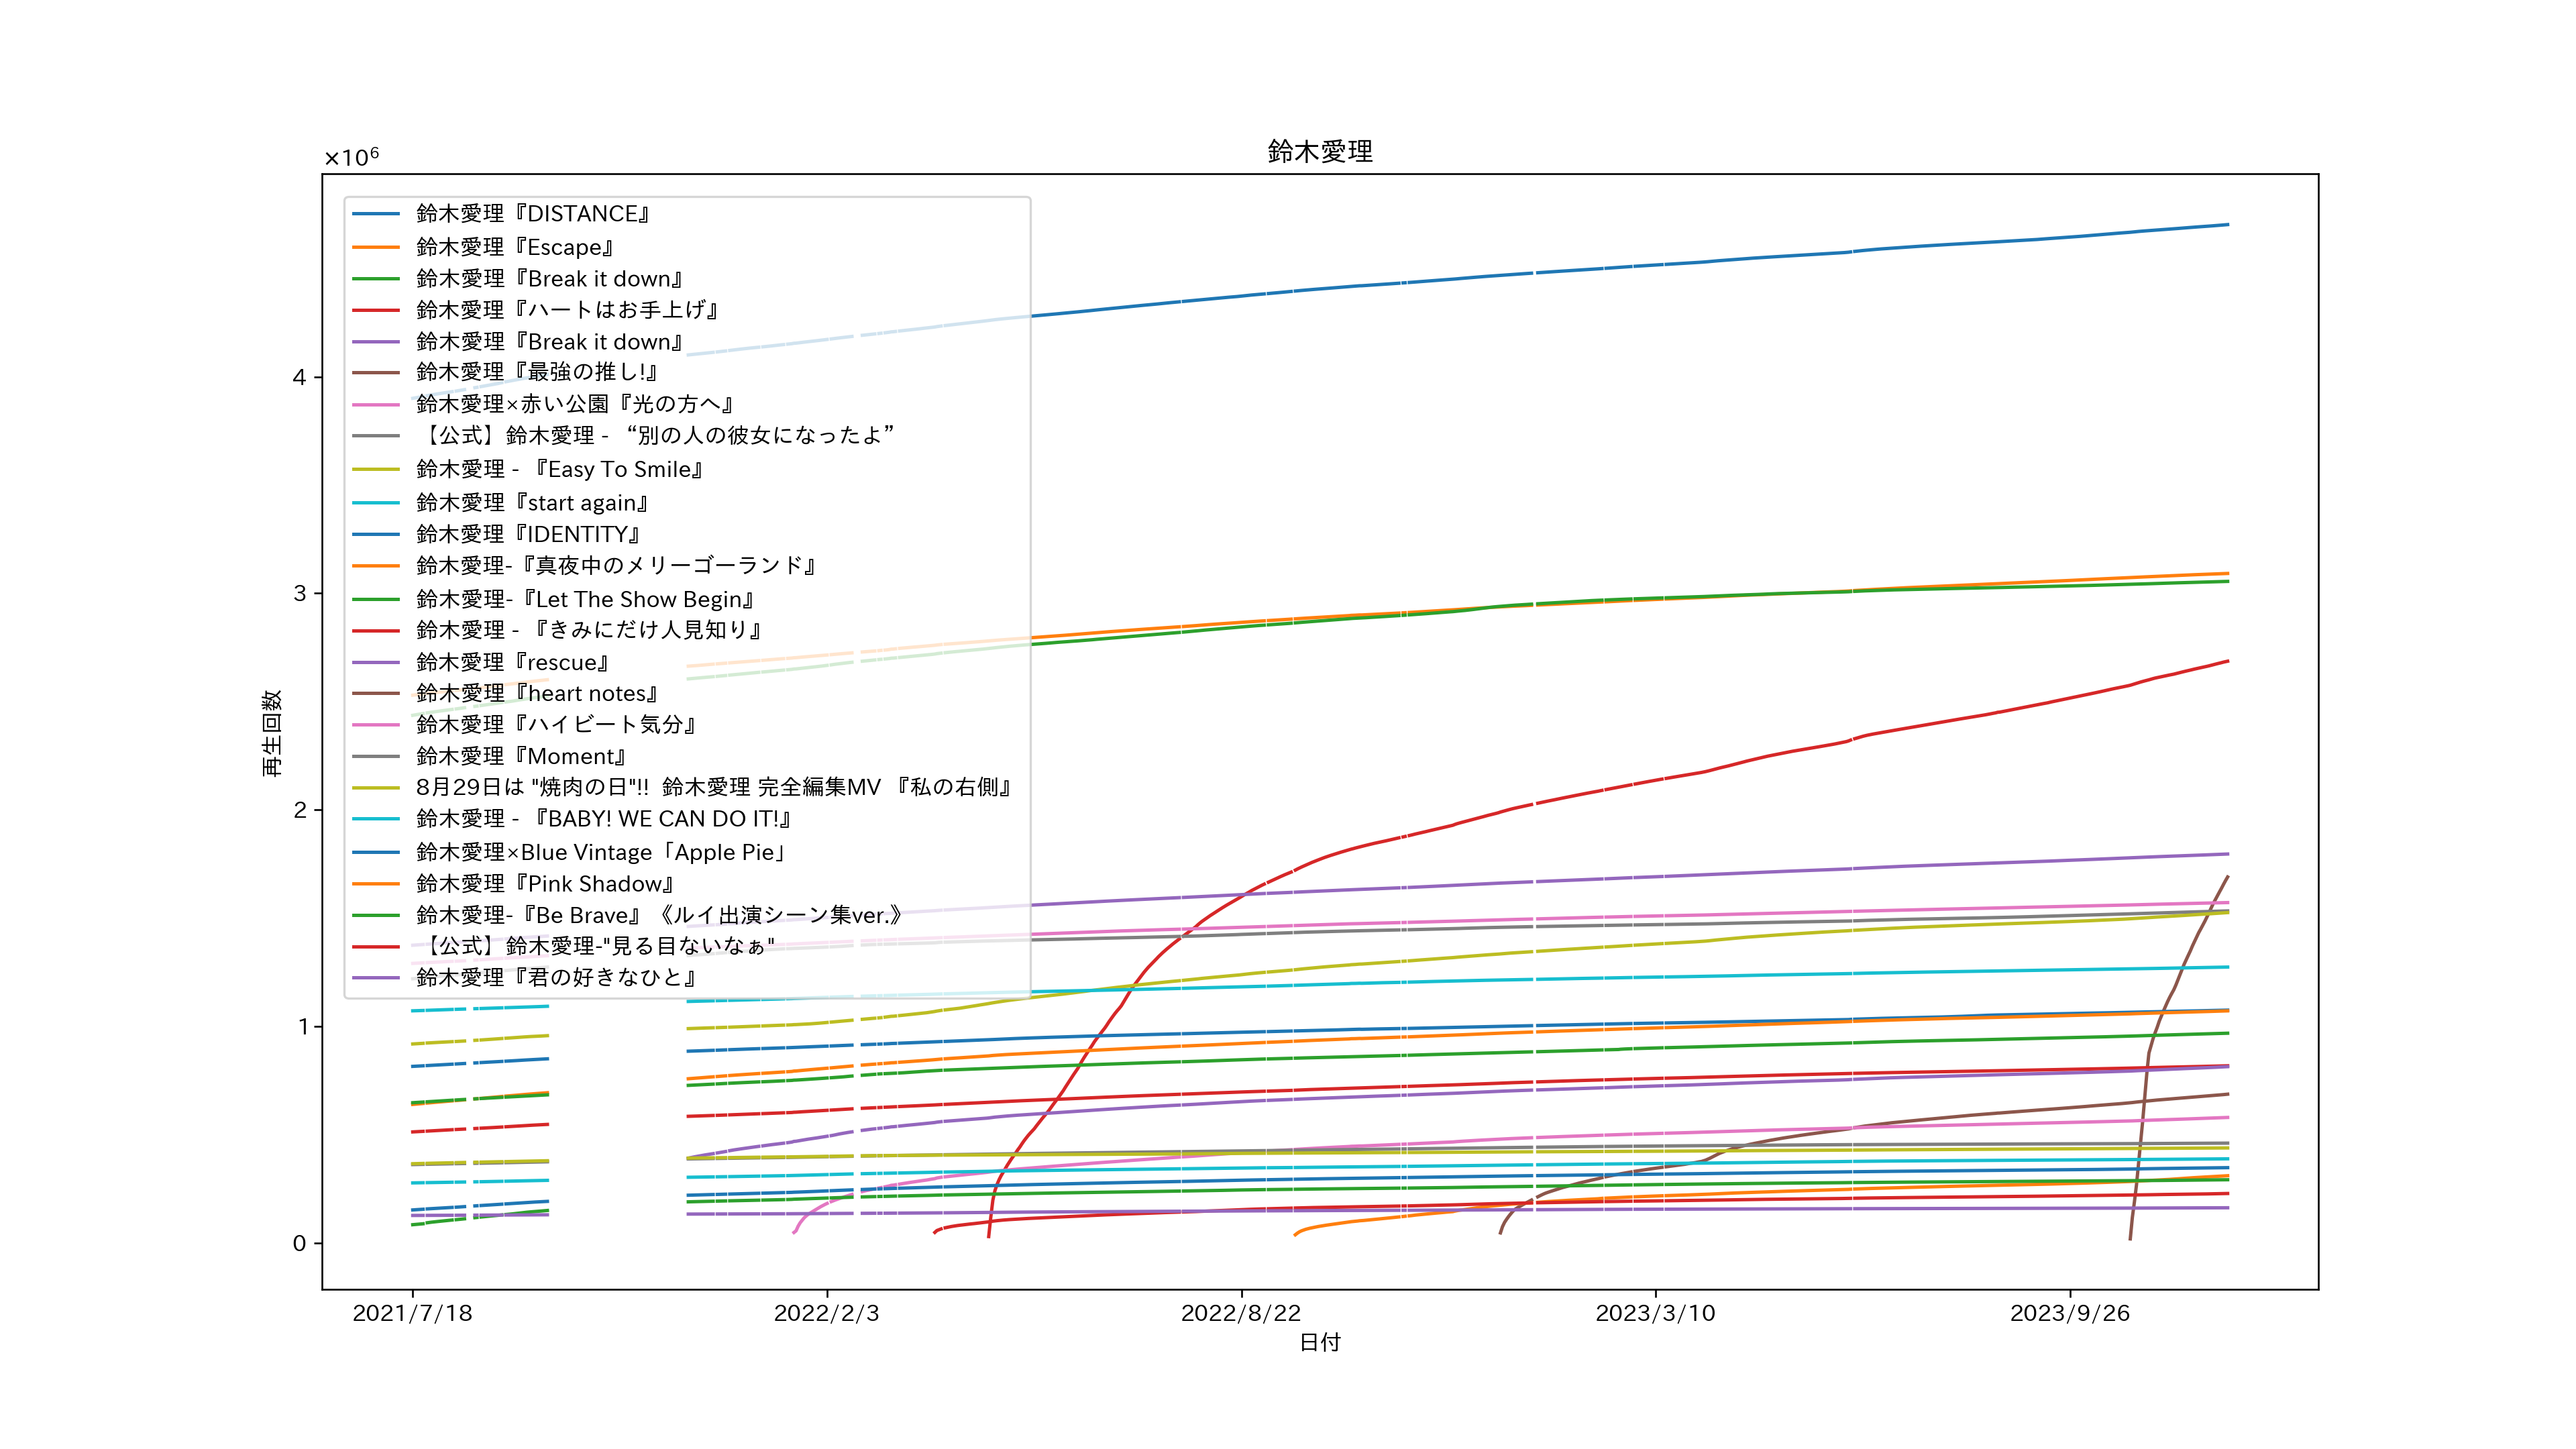 鈴木愛理
×10⁶
鈴木愛理『DISTANCE』
鈴木愛理『Escape』
鈴木愛理『Break it down』
鈴木愛理『ハートはお手上げ』
鈴木愛理『Break it down』
鈴木愛理『最強の推し!』
鈴木愛理×赤い公園『光の方へ』
【公式】鈴木愛理 - “別の人の彼女になったよ”
鈴木愛理 - 『Easy To Smile』
鈴木愛理『start again』
鈴木愛理『IDENTITY』
鈴木愛理-『真夜中のメリーゴーランド』
鈴木愛理-『Let The Show Begin』
鈴木愛理 - 『きみにだけ人見知り』
鈴木愛理『rescue』
鈴木愛理『heart notes』
鈴木愛理『ハイビート気分』
鈴木愛理『Moment』
8月29日は "焼肉の日"!! 鈴木愛理 完全編集MV 『私の右側』
鈴木愛理 - 『BABY! WE CAN DO IT!』
鈴木愛理×Blue Vintage「Apple Pie」
鈴木愛理『Pink Shadow』
鈴木愛理-『Be Brave』《ルイ出演シーン集ver.》
【公式】鈴木愛理-"見る目ないなぁ"
鈴木愛理『君の好きなひと』
4
3
2
1
0
再生回数
2021/7/18
2022/2/3
2022/8/22
2023/3/10
2023/9/26
日付